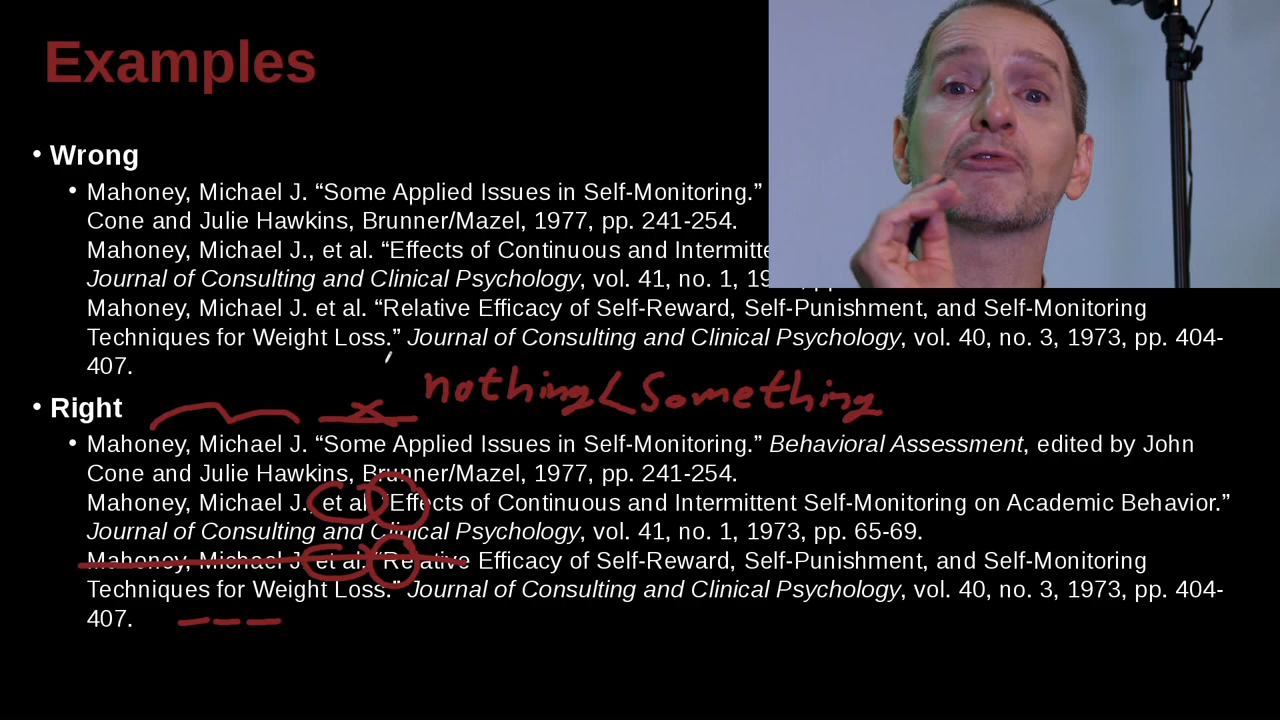 Examples
• Wrong
• Mahoney, Michael J. “Some Applied Issues in Self-Monitoring.”
Cone and Julie Hawkins, Brunner/Mazel, 1977, pp. 241-254.
Mahoney, Michael J., et al. “Effects of Continuous and
Journal of Consulting and Clinical Psychology, vol. 41, no. 1,
Mahoney, Michael J. et al. “Relative Efficacy of Self-Reward, Self-Punishment, and Self-Monitoring
Techniques for Weight Loss.” Journal of Consulting and Clinical Psychology, vol. 40, no. 3, 1973, pp. 404-
407.
nothing < Something
• Right
• Mahoney, Michael J. “Some Applied Issues in Self-Monitoring.” Behavioral Assessment, edited by John
Cone and Julie Hawkins, Brunner/Mazel, 1977, pp. 241-254.
Mahoney, Michael J., et al. “Effects of Continuous and Intermittent Self-Monitoring on Academic Behavior.”
Journal of Consulting and Clinical Psychology, vol. 41, no. 1, 1973, pp. 65-69.
Mahoney, Michael J. et al. “Relative Efficacy of Self-Reward, Self-Punishment, and Self-Monitoring
Techniques for Weight Loss.” Journal of Consulting and Clinical Psychology, vol. 40, no. 3, 1973, pp. 404-
407.